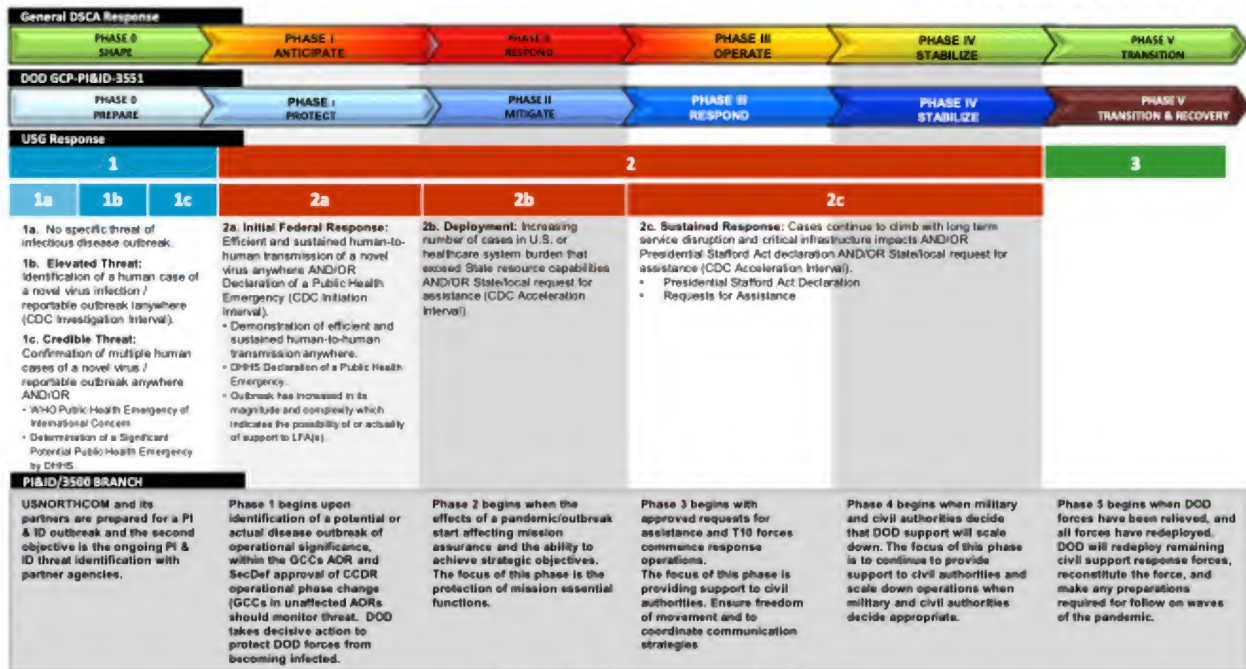 General DSCA Response
PHASE 0
SHAPE
PHASE I
ANTICIPATE
PHASE II
RESPOND
PHASE III
OPERATE
PHASE IV
STABILIZE
PHASE V
TRANSITION
DOD GCP-PI&ID-3551
PHASE 0
PREPARE
PHASE I
PROTECT
PHASE II
MITIGATE
PHASE III
RESPOND
PHASE IV
STABILIZE
PHASE V
TRANSITION & RECOVERY
USG Response
1
2
3
1a
1b
1c
2a
2b
2c
1a. No specific threat of
infectious disease outbreak.
1b. Elevated Threat:
Identification of a human case of
a novel virus infection /
reportable outbreak (anywhere
(CDC Investigation Interval).
1c. Credible Threat:
Confirmation of multiple human
cases of a novel virus /
reportable outbreak anywhere
AND/OR
• WHO Public Health Emergency of
International Concern
• Determination of a Significant
Potential Public Health Emergency
by DHHS
2a. Initial Federal Response:
Efficient and sustained human-to-
human transmission of a novel
virus anywhere AND/OR
Declaration of a Public Health
Emergency (CDC Initiation
Interval).
• Demonstration of efficient and
sustained human-to-human
transmission anywhere.
• DHHS Declaration of a Public Health
Emergency.
• Outbreak has increased in its
magnitude and complexity which
indicates the possibility of or actuality
of support to LFA(s)
2b. Deployment: Increasing
number of cases in U.S. or
healthcare system burden that
exceed State resource capabilities
AND/OR State/local request for
assistance (CDC Acceleration
Interval)
2c. Sustained Response: Cases continue to climb with long term
service disruption and critical infrastructure impacts AND/OR
Presidential Stafford Act declaration AND/OR State/local request for
assistance (CDC Acceleration Interval).
• Presidential Stafford Act Declaration
• Requests for Assistance
PI&ID/3500 BRANCH
USNORTHCOM and its
partners are prepared for a PI
& ID outbreak and the second
objective is the ongoing PI &
ID threat identification with
partner agencies.
Phase 1 begins upon
identification of a potential or
actual disease outbreak of
operational significance,
within the GCCs AOR and
SecDef approval of CCDR
operational phase change
(GCCs in unaffected AORs
should monitor threat. DOD
takes decisive action to
protect DOD forces from
becoming infected.
Phase 2 begins when the
effects of a pandemic/outbreak
start affecting mission
assurance and the ability to
achieve strategic objectives.
The focus of this phase is the
protection of mission essential
functions.
Phase 3 begins with
approved requests for
assistance and T10 forces
commence response
operations.
The focus of this phase is
providing support to civil
authorities. Ensure freedom
of movement and to
coordinate communication
strategies
Phase 4 begins when military
and civil authorities decide
that DOD support will scale
down. The focus of this phase
is to continue to provide
support to civil authorities and
scale down operations when
military and civil authorities
decide appropriate.
Phase 5 begins when DOD
forces have been relieved, and
all forces have redeployed.
DOD will redeploy remaining
civil support response forces,
reconstitute the force, and
make any preparations
required for follow on waves
of the pandemic.